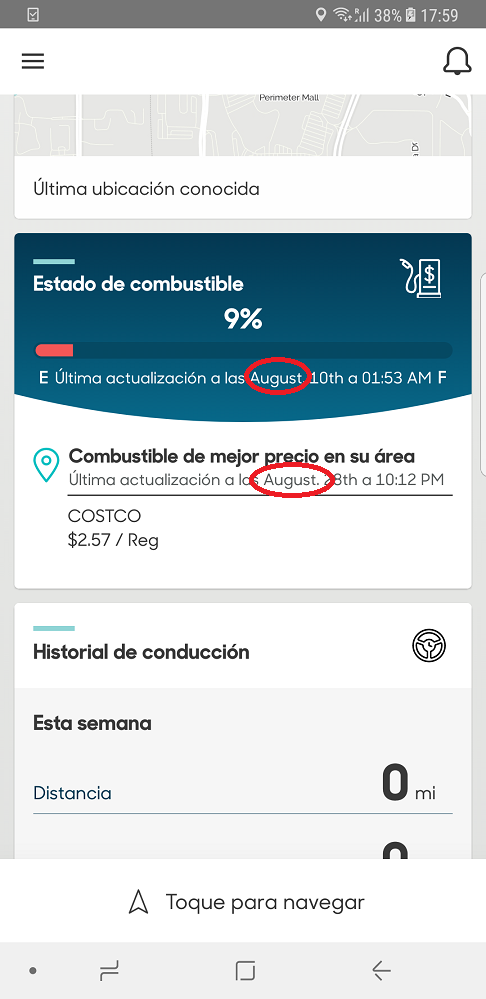 38% 17:59
Perimeter Mall
Última ubicación conocida
Estado de combustible
9%
E Última actualización a las August. 10th a 01:53 AM F
Combustible de mejor precio en su área
Última actualización a las August. 28th a 10:12 PM
COSTCO
$2.57 / Reg
Historial de conducción
Esta semana
Distancia 0 mi
Toque para navegar